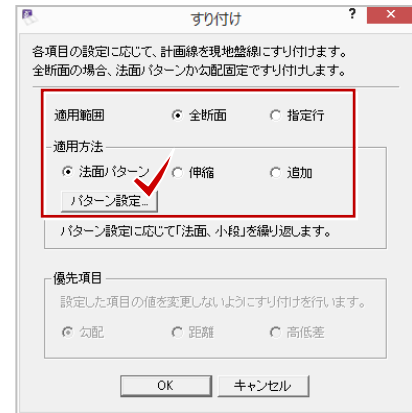 すり付け
各項目の設定に応じて、計画線を現地盤線にすり付けます。
全断面の場合、法面パターンか勾配固定ですり付けします。
適用範囲 全断面 指定行
適用方法
法面パターン 伸縮 追加
パターン設定...
パターン設定に応じて「法面、小段」を繰り返します。
優先項目
設定した項目の値を変更しないようにすり付けを行います。
勾配 距離 高低差
OK キャンセル